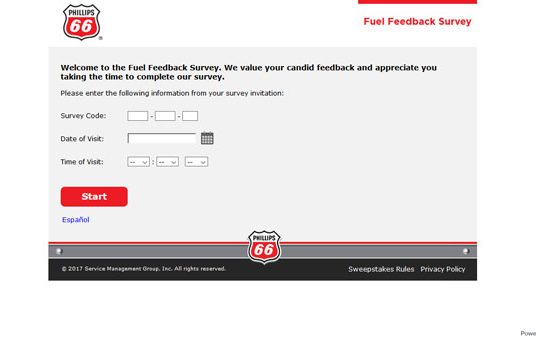 PHILLIPS
66
Fuel Feedback Survey
Welcome to the Fuel Feedback Survey. We value your candid feedback and appreciate you
taking the time to complete our survey.
Please enter the following information from your survey invitation:
Survey Code: - -
Date of Visit:
Time of Visit: -- : -- --
Start
Español
PHILLIPS
66
© 2017 Service Management Group, Inc. All rights reserved. Sweepstakes Rules Privacy Policy
Powe